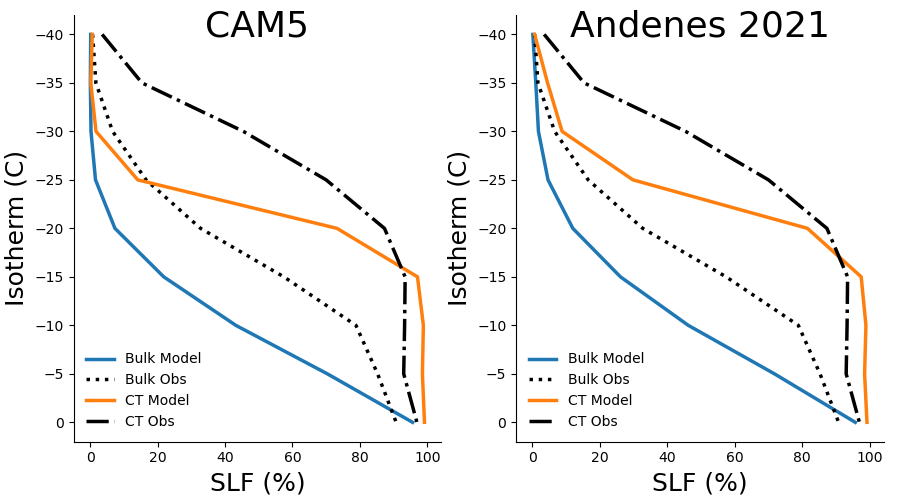 CAM5
Andenes 2021
Isotherm (C)
−40
−35
−30
−25
−20
−15
−10
−5
0
Bulk Model
Bulk Obs
CT Model
CT Obs
0 20 40 60 80 100
SLF (%)
Isotherm (C)
−40
−35
−30
−25
−20
−15
−10
−5
0
Bulk Model
Bulk Obs
CT Model
CT Obs
0 20 40 60 80 100
SLF (%)